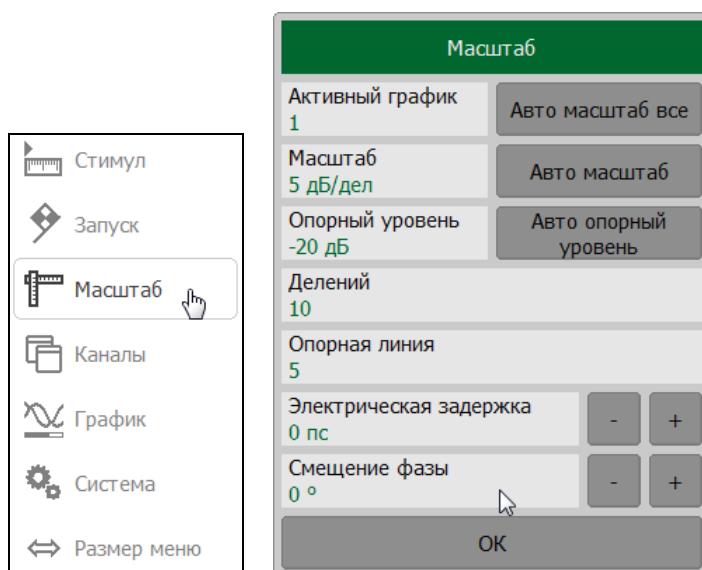 Стимул
Запуск
Масштаб
Каналы
График
Система
Размер меню
Масштаб
Активный график
1
Авто масштаб все
Масштаб
5 дБ/дел
Авто масштаб
Опорный уровень
-20 дБ
Авто опорный
уровень
Делений
10
Опорная линия
5
Электрическая задержка
0 пс
-
+
Смещение фазы
0 º
-
+
ОК